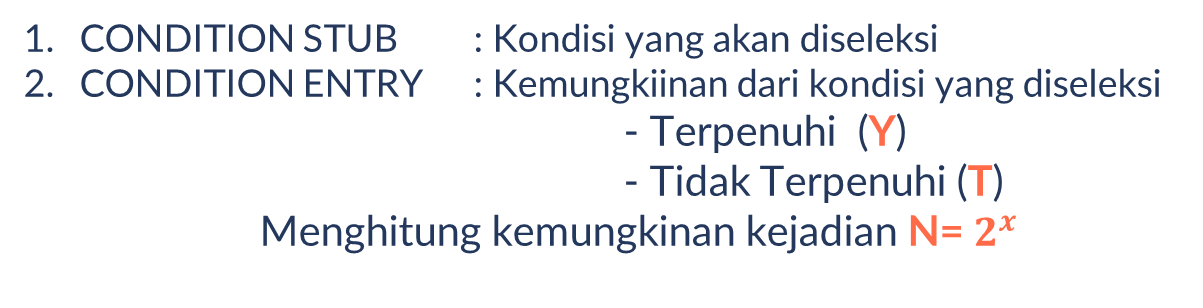 1. CONDITION STUB : Kondisi yang akan diseleksi
2. CONDITION ENTRY : Kemungkiinan dari kondisi yang diseleksi
- Terpenuhi (Y)
- Tidak Terpenuhi (T)
Menghitung kemungkinan kejadian N= 2ˣ